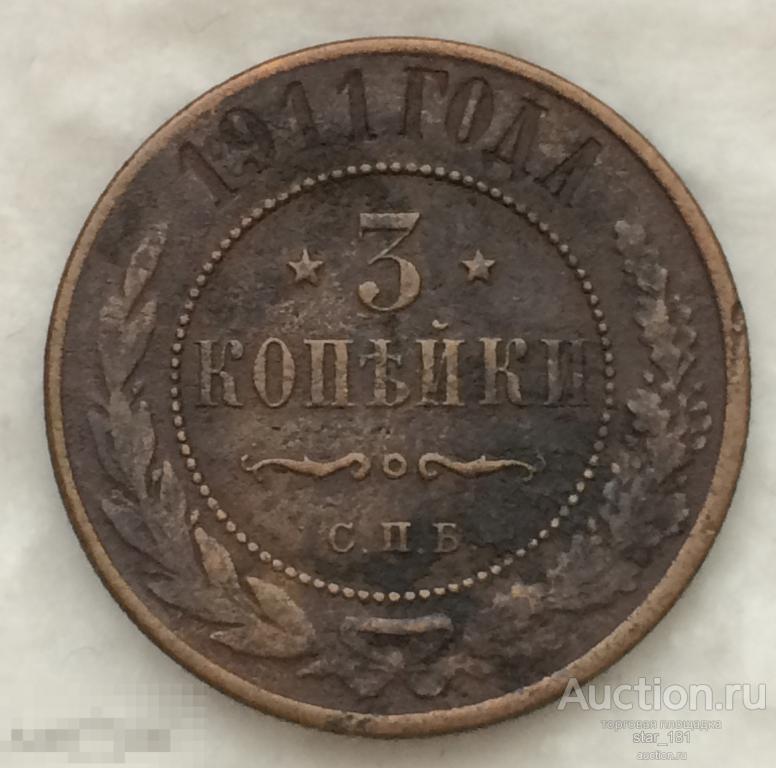 1911 ГОДА
3
КОПѢЙКИ
С.П.Б.
Auction.ru
торговая площадка
star_181
auction.ru